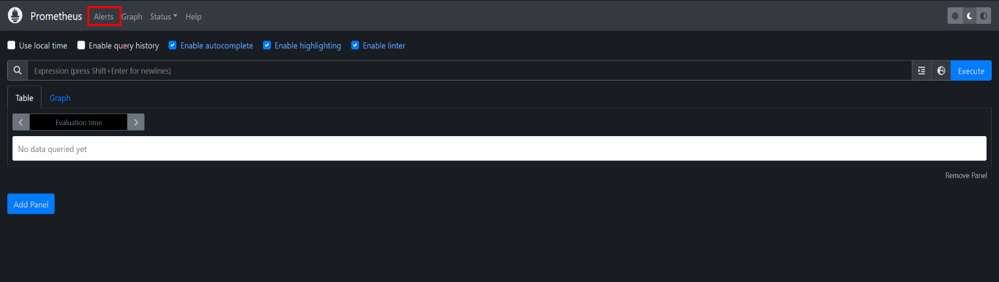 Prometheus Alerts Graph Status Help
Use local time Enable query history Enable autocomplete Enable highlighting Enable linter
Expression (press Shift+Enter for newlines) Execute
Table Graph
Evaluation time
No data queried yet
Remove Panel
Add Panel